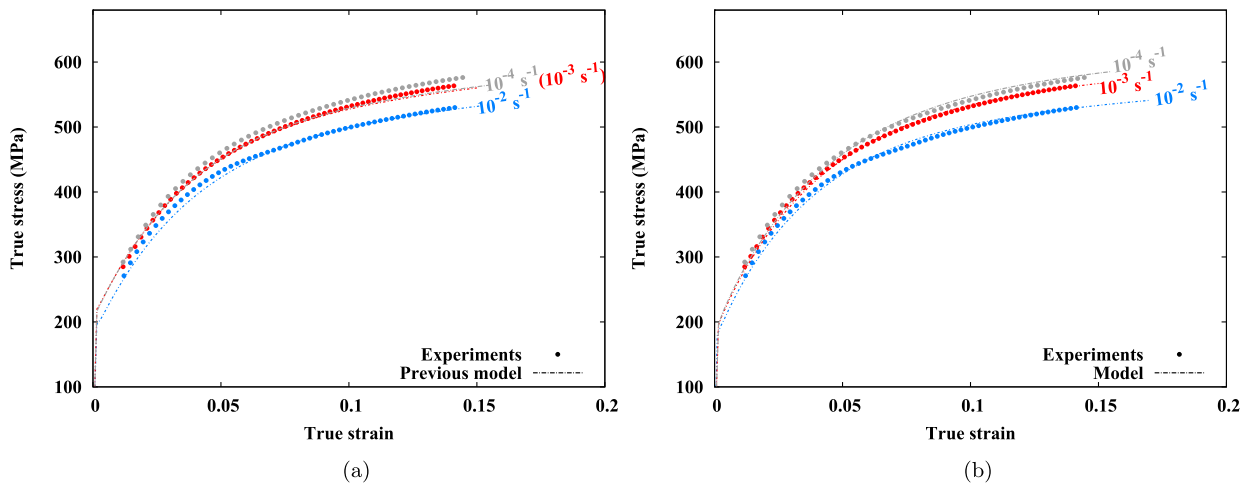 600
500
400
300
200
100
True stress (MPa)
10⁻⁴ s⁻¹ (10⁻³ s⁻¹)
10⁻² s⁻¹
Experiments
Previous model
0
0.05
0.1
0.15
0.2
True strain
(a)
600
500
400
300
200
100
True stress (MPa)
10⁻⁴ s⁻¹
10⁻³ s⁻¹
10⁻² s⁻¹
Experiments
Model
0
0.05
0.1
0.15
0.2
True strain
(b)